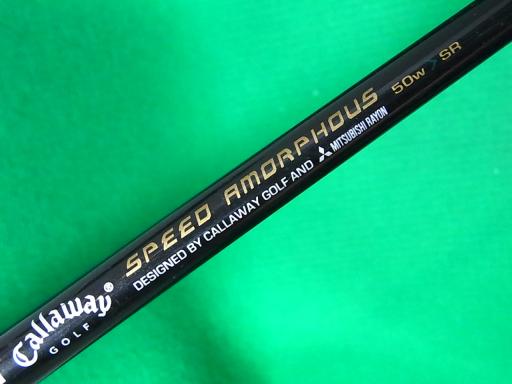 Callaway®
GOLF
SPEED AMORPHOUS 50w SR
DESIGNED BY CALLAWAY GOLF AND MITSUBISHI RAYON